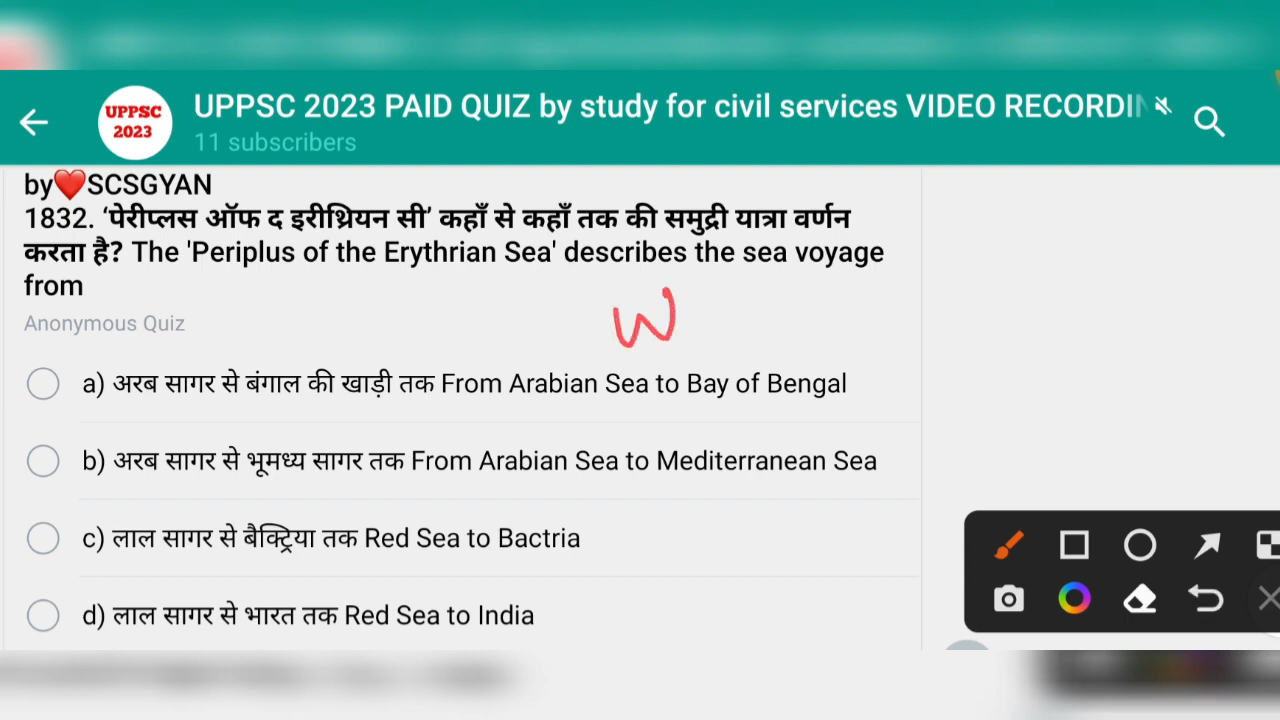 UPPSC
2023
UPPSC 2023 PAID QUIZ by study for civil services VIDEO RECORDIN
11 subscribers
by❤️SCSGYAN
1832. ‘पेरीप्लस ऑफ द इरीथ्रियन सी’ कहाँ से कहाँ तक की समुद्री यात्रा वर्णन
करता है? The 'Periplus of the Erythrian Sea' describes the sea voyage
from
W
Anonymous Quiz
a) अरब सागर से बंगाल की खाड़ी तक From Arabian Sea to Bay of Bengal
b) अरब सागर से भूमध्य सागर तक From Arabian Sea to Mediterranean Sea
c) लाल सागर से बैक्ट्रिया तक Red Sea to Bactria
d) लाल सागर से भारत तक Red Sea to India